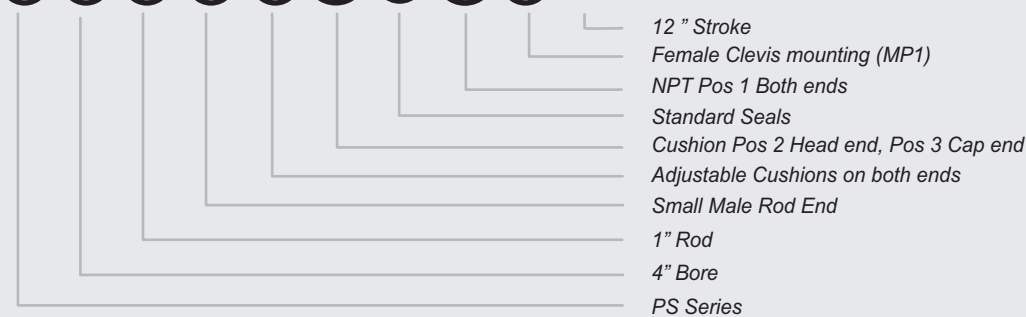 12 ” Stroke
Female Clevis mounting (MP1)
NPT Pos 1 Both ends
Standard Seals
Cushion Pos 2 Head end, Pos 3 Cap end
Adjustable Cushions on both ends
Small Male Rod End
1” Rod
4” Bore
PS Series